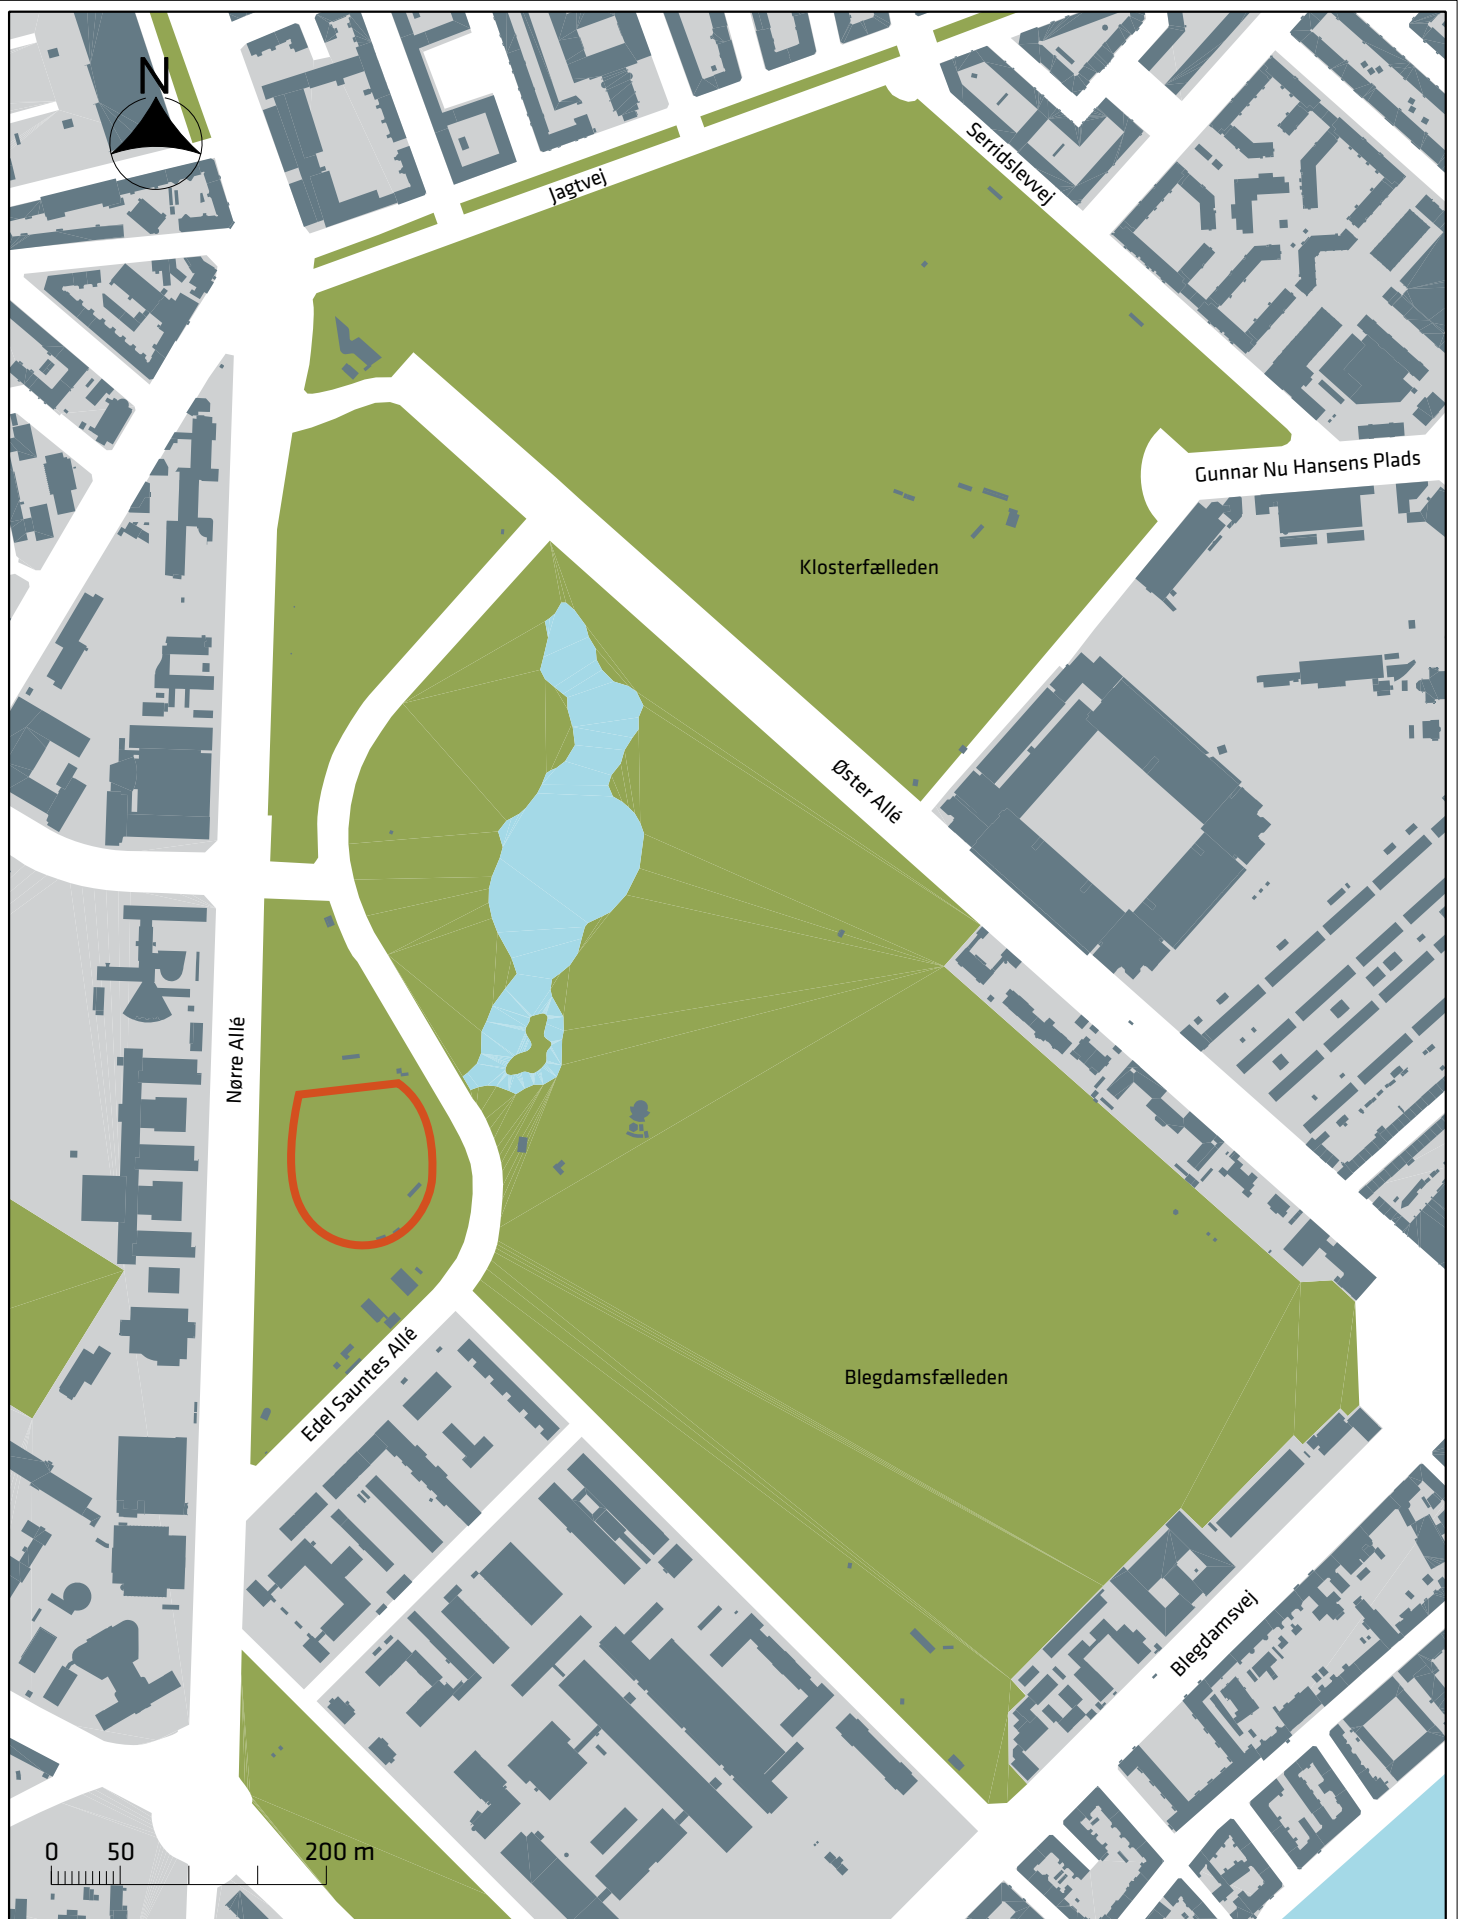 N
Jagtvej
Serridslevvej
Gunnar Nu Hansens Plads
Klosterfælleden
Øster Allé
Nørre Allé
Edel Sauntes Allé
Blegdamsfælleden
Blegdamsvej
0 50 200 m